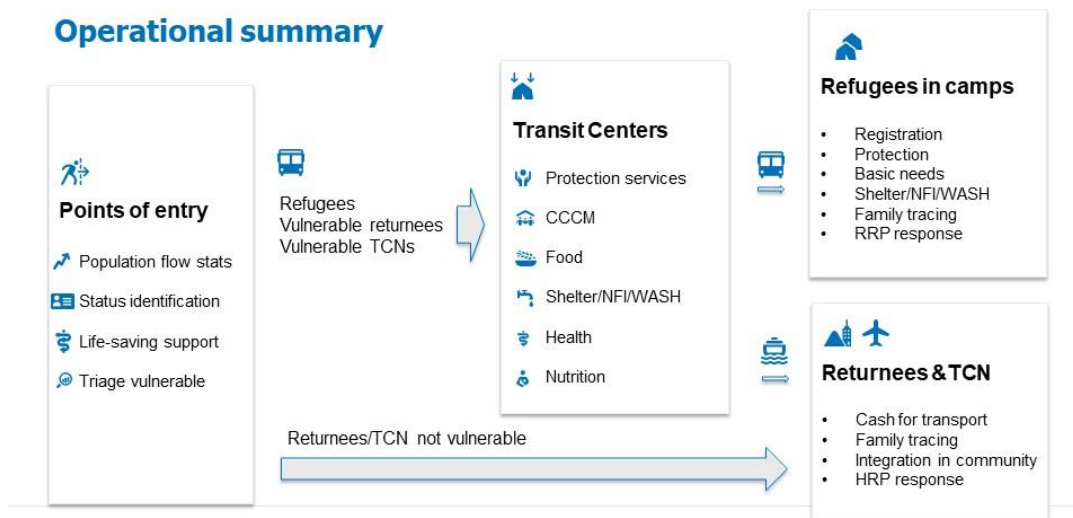 Operational summary
Points of entry
Population flow stats
Status identification
Life-saving support
Triage vulnerable
Refugees
Vulnerable returnees
Vulnerable TCNs
Transit Centers
Protection services
CCCM
Food
Shelter/NFI/WASH
Health
Nutrition
Returnees/TCN not vulnerable
Refugees in camps
• Registration
• Protection
• Basic needs
• Shelter/NFI/WASH
• Family tracing
• RRP response
Returnees & TCN
• Cash for transport
• Family tracing
• Integration in community
• HRP response